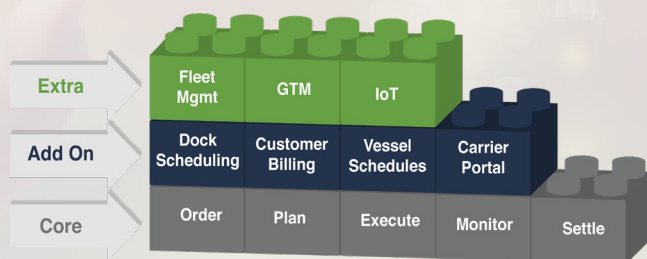 Extra
Fleet
Mgmt
GTM
IoT
Add On
Dock
Scheduling
Customer
Billing
Vessel
Schedules
Carrier
Portal
Core
Order
Plan
Execute
Monitor
Settle